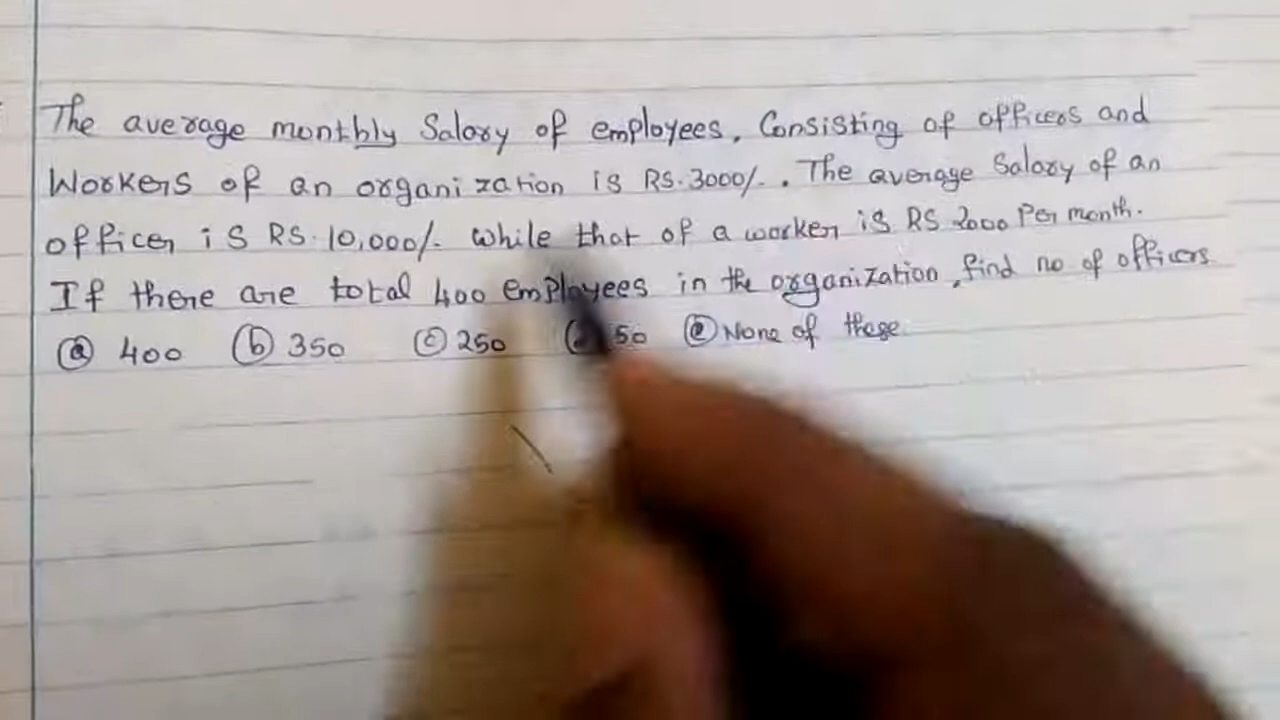 The average monthly Salary of employees, Consisting of officers and
Workers of an organization is RS.3000/-. The average Salary of an
officer is RS.10,000/- while that of a worker is RS 2000 Per month.
If there are total 400 employees in the organization, find no of officers
(a) 400 (b) 350 (c) 250 50 (e) None of these